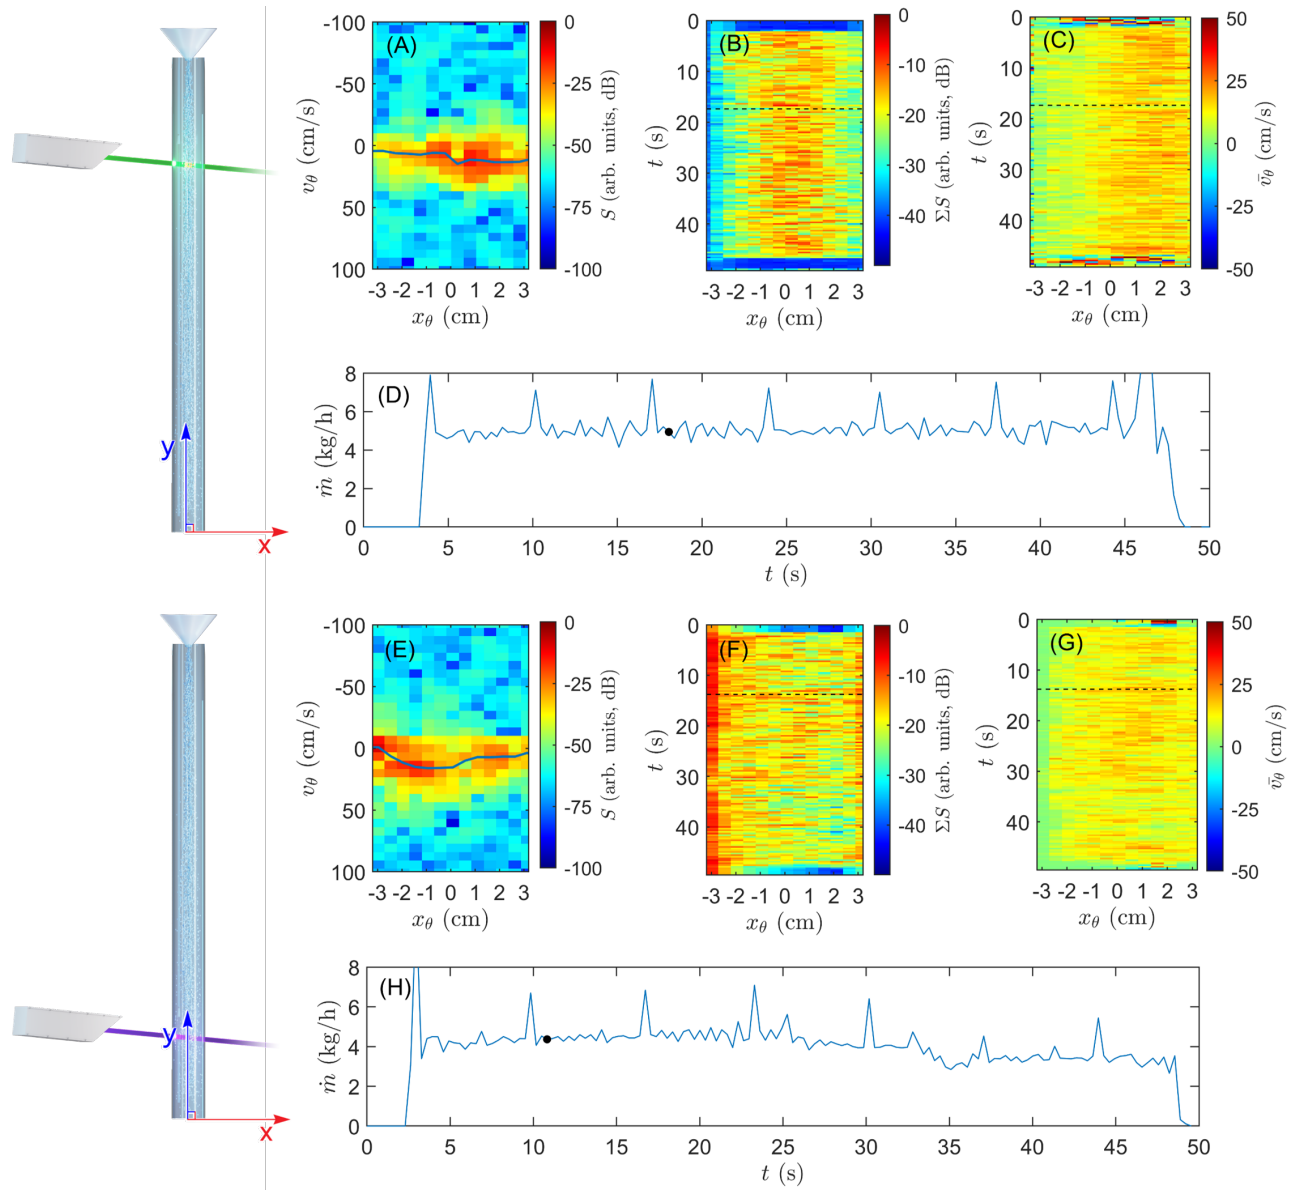 (A)
-100
-50
0
50
100
v_θ (cm/s)
-3 -2 -1 0 1 2 3
x_θ (cm)
0
-25
-50
-75
-100
S (arb. units, dB)
(B)
0
10
20
30
40
t (s)
-3 -2 -1 0 1 2 3
x_θ (cm)
0
-10
-20
-30
-40
ΣS (arb. units, dB)
(C)
0
10
20
30
40
t (s)
-3 -2 -1 0 1 2 3
x_θ (cm)
50
25
0
-25
-50
v̄_θ (cm/s)
y
x
(D)
8
6
4
2
0
ṁ (kg/h)
0 5 10 15 20 25 30 35 40 45 50
t (s)
(E)
-100
-50
0
50
100
v_θ (cm/s)
-3 -2 -1 0 1 2 3
x_θ (cm)
0
-25
-50
-75
-100
S (arb. units, dB)
(F)
0
10
20
30
40
t (s)
-3 -2 -1 0 1 2 3
x_θ (cm)
0
-10
-20
-30
-40
ΣS (arb. units, dB)
(G)
0
10
20
30
40
t (s)
-3 -2 -1 0 1 2 3
x_θ (cm)
50
25
0
-25
-50
v̄_θ (cm/s)
y
x
(H)
8
6
4
2
0
ṁ (kg/h)
0 5 10 15 20 25 30 35 40 45 50
t (s)